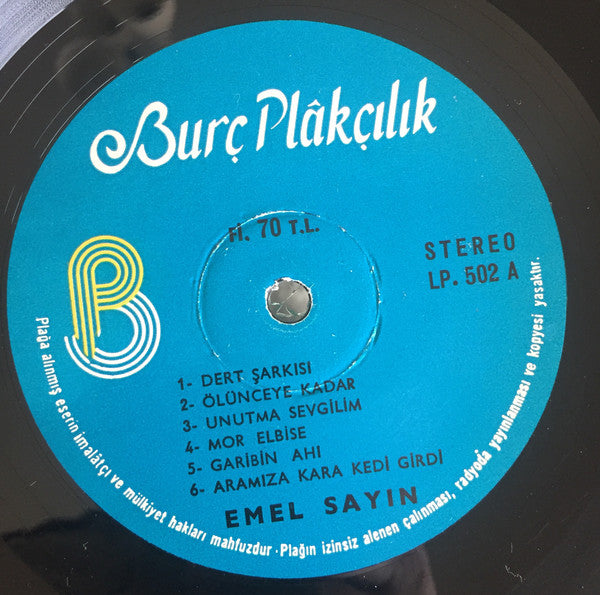 Burç Plâkçılık
Fİ. 70 T.L.
STEREO
LP. 502 A
1- DERT ŞARKISI
2- ÖLÜNCEYE KADAR
3- UNUTMA SEVGİLİM
4- MOR ELBİSE
5- GARİBİN AHI
6- ARAMIZA KARA KEDİ GİRDİ
EMEL SAYIN
Plağa alınmış eserin imalâtçı ve mülkiyet hakları mahfuzdur · Plağın izinsiz alenen çalınması, radyoda yayınlanması ve kopyesi yasaktır.